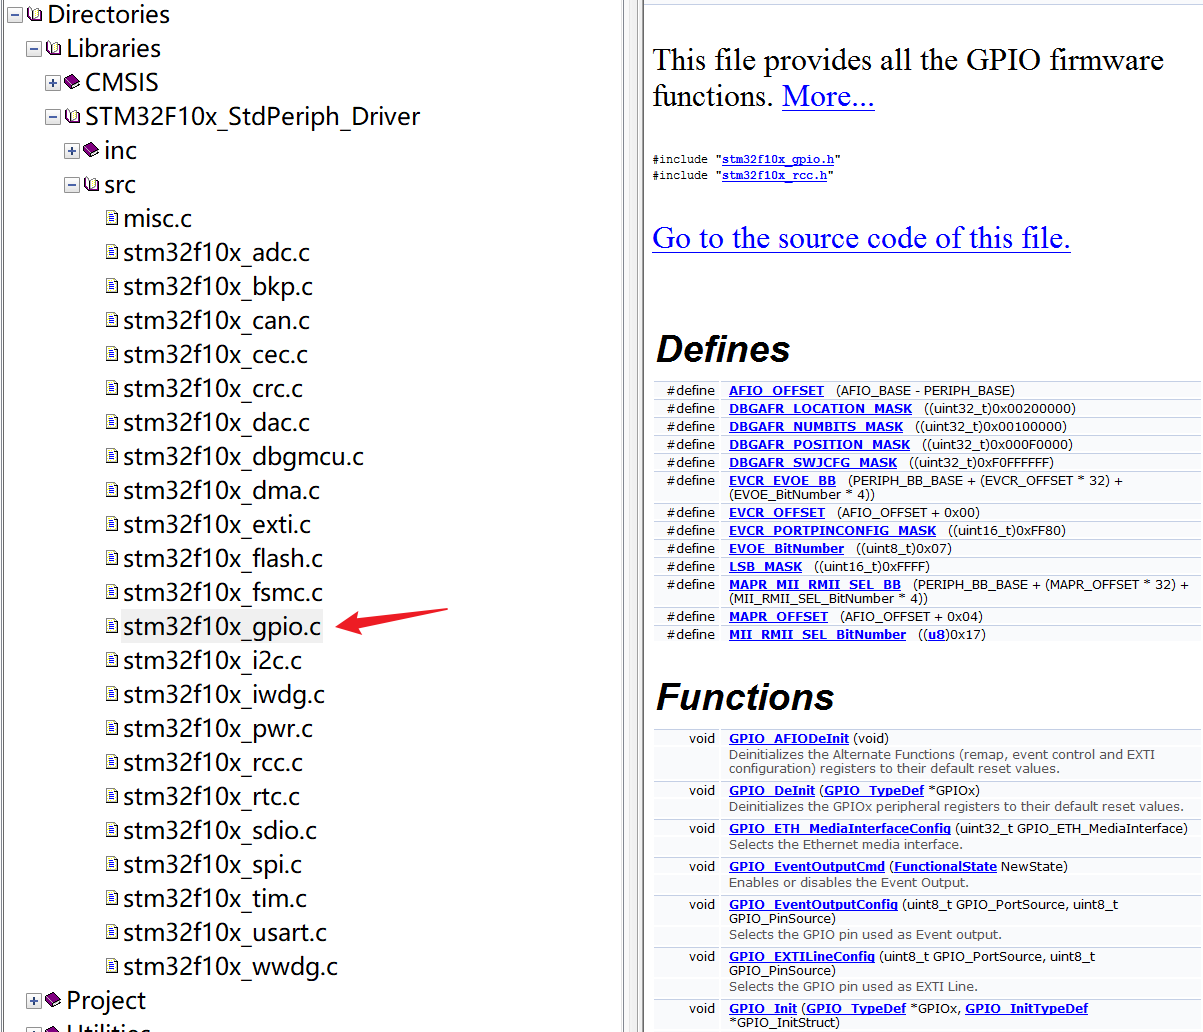 Directories
Libraries
CMSIS
STM32F10x_StdPeriph_Driver
inc
src
misc.c
stm32f10x_adc.c
stm32f10x_bkp.c
stm32f10x_can.c
stm32f10x_cec.c
stm32f10x_crc.c
stm32f10x_dac.c
stm32f10x_dbgmcu.c
stm32f10x_dma.c
stm32f10x_exti.c
stm32f10x_flash.c
stm32f10x_fsmc.c
stm32f10x_gpio.c
stm32f10x_i2c.c
stm32f10x_iwdg.c
stm32f10x_pwr.c
stm32f10x_rcc.c
stm32f10x_rtc.c
stm32f10x_sdio.c
stm32f10x_spi.c
stm32f10x_tim.c
stm32f10x_usart.c
stm32f10x_wwdg.c
Project
Utilities
This file provides all the GPIO firmware
functions. More...
#include "stm32f10x_gpio.h"
#include "stm32f10x_rcc.h"
Go to the source code of this file.
Defines
#define AFIO_OFFSET (AFIO_BASE - PERIPH_BASE)
#define DBGAFR_LOCATION_MASK ((uint32_t)0x00200000)
#define DBGAFR_NUMBITS_MASK ((uint32_t)0x00100000)
#define DBGAFR_POSITION_MASK ((uint32_t)0x000F0000)
#define DBGAFR_SWJCFG_MASK ((uint32_t)0xF0FFFFFF)
#define EVCR_EVOE_BB (PERIPH_BB_BASE + (EVCR_OFFSET * 32) +
(EVOE_BitNumber * 4))
#define EVCR_OFFSET (AFIO_OFFSET + 0x00)
#define EVCR_PORTPINCONFIG_MASK ((uint16_t)0xFF80)
#define EVOE_BitNumber ((uint8_t)0x07)
#define LSB_MASK ((uint16_t)0xFFFF)
#define MAPR_MII_RMII_SEL_BB (PERIPH_BB_BASE + (MAPR_OFFSET * 32) +
(MII_RMII_SEL_BitNumber * 4))
#define MAPR_OFFSET (AFIO_OFFSET + 0x04)
#define MII_RMII_SEL_BitNumber ((u8)0x17)
Functions
void GPIO_AFIODeInit (void)
Deinitializes the Alternate Functions (remap, event control and EXTI
configuration) registers to their default reset values.
void GPIO_DeInit (GPIO_TypeDef *GPIOx)
Deinitializes the GPIOx peripheral registers to their default reset values.
void GPIO_ETH_MediaInterfaceConfig (uint32_t GPIO_ETH_MediaInterface)
Selects the Ethernet media interface.
void GPIO_EventOutputCmd (FunctionalState NewState)
Enables or disables the Event Output.
void GPIO_EventOutputConfig (uint8_t GPIO_PortSource, uint8_t
GPIO_PinSource)
Selects the GPIO pin used as Event output.
void GPIO_EXTILineConfig (uint8_t GPIO_PortSource, uint8_t
GPIO_PinSource)
Selects the GPIO pin used as EXTI Line.
void GPIO_Init (GPIO_TypeDef *GPIOx, GPIO_InitTypeDef
*GPIO_InitStruct)